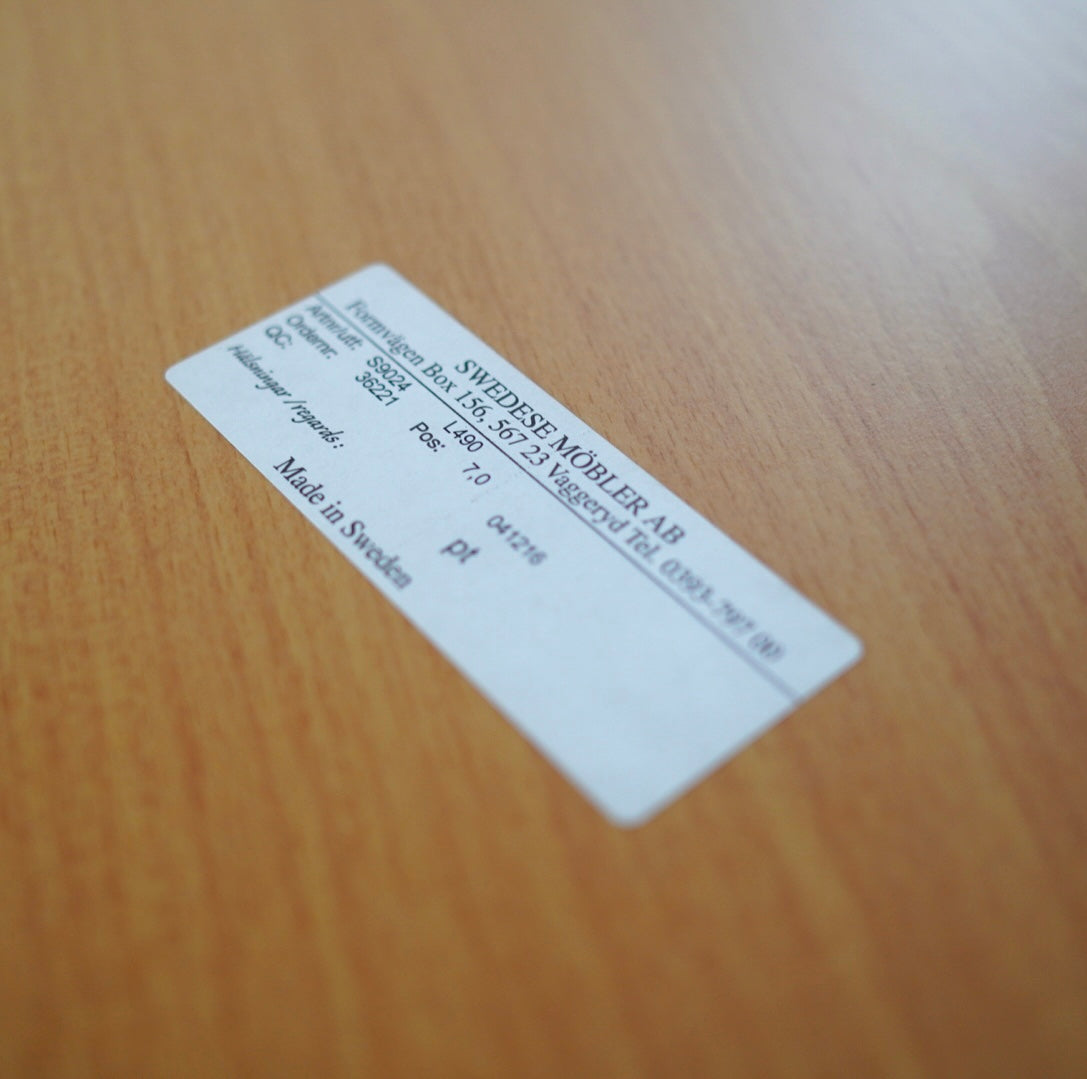 SWEDESE MÖBLER AB
Formvägen Box 156, 567 23 Vaggeryd Tel. 0393-797 00
Artnr/utf: S9024 L490 041216
Ordernr: 36221 Pos: 7,0
QC: pt
Hälsningar /regards:
Made in Sweden